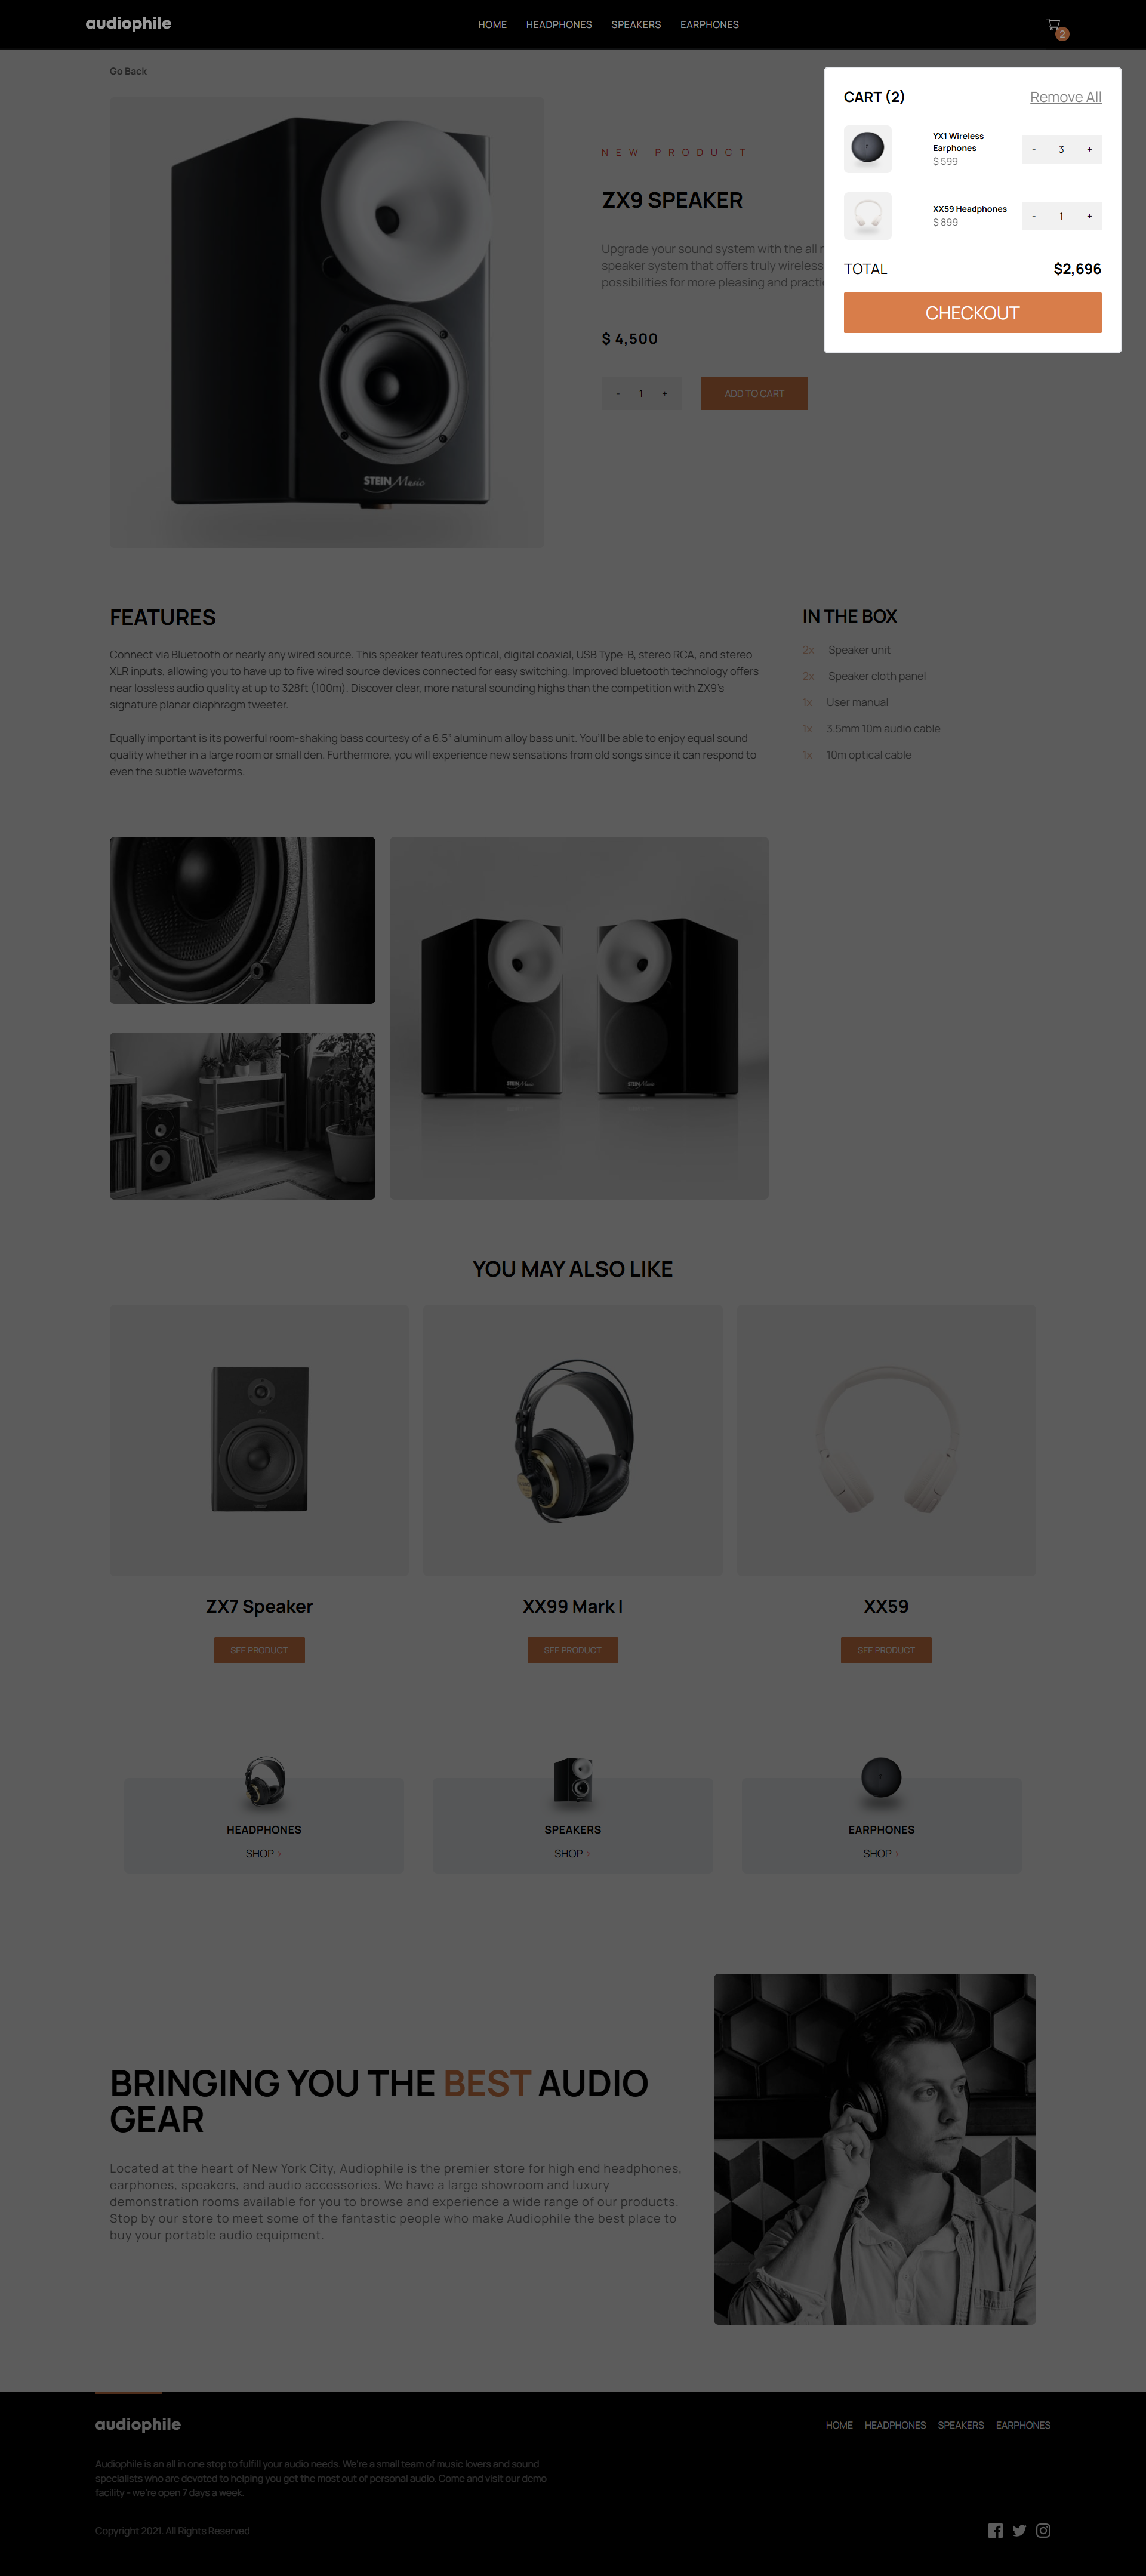 audiophile
HOME HEADPHONES SPEAKERS EARPHONES
2
Go Back
CART (2)
Remove All
YX1 Wireless
Earphones
$ 599
- 3 +
XX59 Headphones
$ 899
- 1 +
TOTAL
$2,696
CHECKOUT
NEW PRODUCT
ZX9 SPEAKER
Upgrade your sound system with the all
speaker system that offers truly wireless
possibilities for more pleasing and
$ 4,500
- 1 +
ADD TO CART
STEIN Music
FEATURES
Connect via Bluetooth or nearly any wired source. This speaker features optical, digital coaxial, USB Type-B, stereo RCA, and stereo
XLR inputs, allowing you to have up to five wired source devices connected for easy switching. Improved bluetooth technology offers
near lossless audio quality at up to 328ft (100m). Discover clear, more natural sounding highs than the competition with ZX9's
signature planar diaphragm tweeter.
Equally important is its powerful room-shaking bass courtesy of a 6.5" aluminum alloy bass unit. You'll be able to enjoy equal sound
quality whether in a large room or small den. Furthermore, you will experience new sensations from old songs since it can respond to
even the subtle waveforms.
IN THE BOX
2x Speaker unit
2x Speaker cloth panel
1x User manual
1x 3.5mm 10m audio cable
1x 10m optical cable
STEIN Music
STEIN Music
YOU MAY ALSO LIKE
ZX7 Speaker
XX99 Mark I
XX59
SEE PRODUCT
SEE PRODUCT
SEE PRODUCT
HEADPHONES
SHOP >
SPEAKERS
SHOP >
EARPHONES
SHOP >
BRINGING YOU THE BEST AUDIO
GEAR
Located at the heart of New York City, Audiophile is the premier store for high end headphones,
earphones, speakers, and audio accessories. We have a large showroom and luxury
demonstration rooms available for you to browse and experience a wide range of our products.
Stop by our store to meet some of the fantastic people who make Audiophile the best place to
buy your portable audio equipment.
audiophile
HOME HEADPHONES SPEAKERS EARPHONES
Audiophile is an all in one stop to fulfill your audio needs. We're a small team of music lovers and sound
specialists who are devoted to helping you get the most out of personal audio. Come and visit our demo
facility - we're open 7 days a week.
Copyright 2021. All Rights Reserved